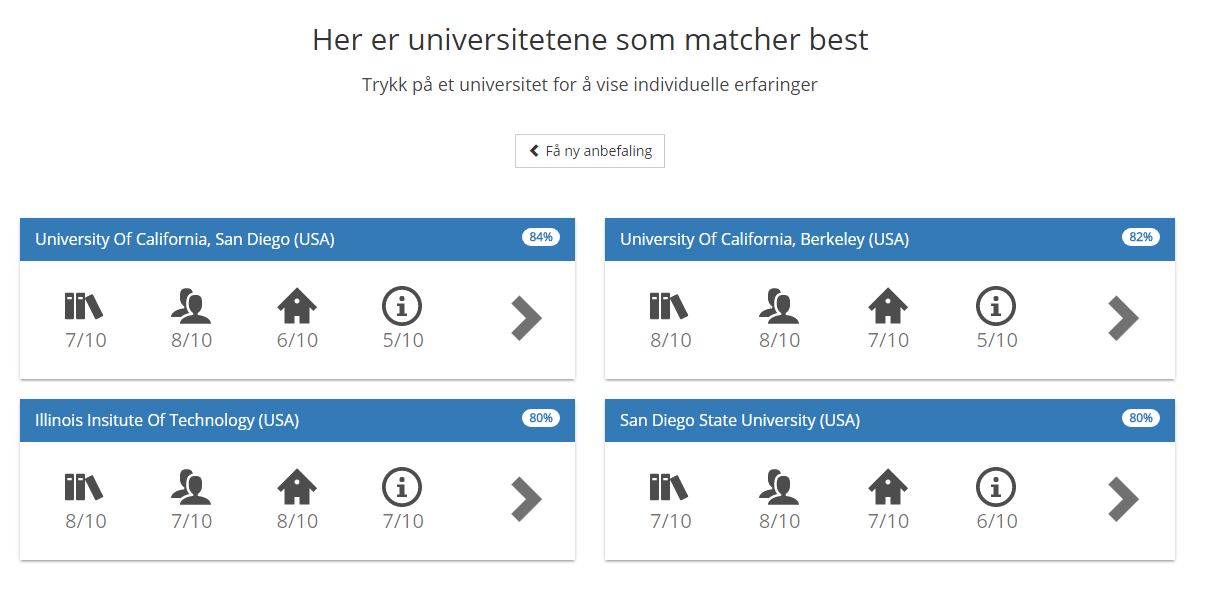 Her er universitetene som matcher best
Trykk på et universitet for å vise individuelle erfaringer
Få ny anbefaling
University Of California, San Diego (USA) 84%
7/10 8/10 6/10 5/10
University Of California, Berkeley (USA) 82%
8/10 8/10 7/10 5/10
Illinois Insitute Of Technology (USA) 80%
8/10 7/10 8/10 7/10
San Diego State University (USA) 80%
7/10 8/10 7/10 6/10